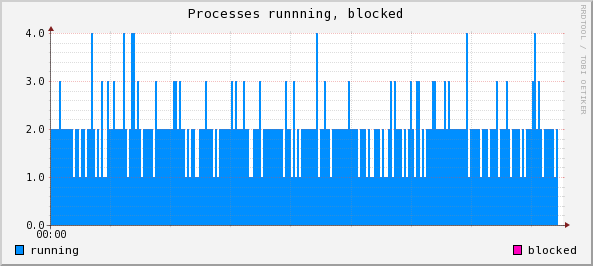 Processes runnning, blocked
4.0
3.0
2.0
1.0
0.0
00:00
running
blocked
RRDTOOL / TOBI OETIKER